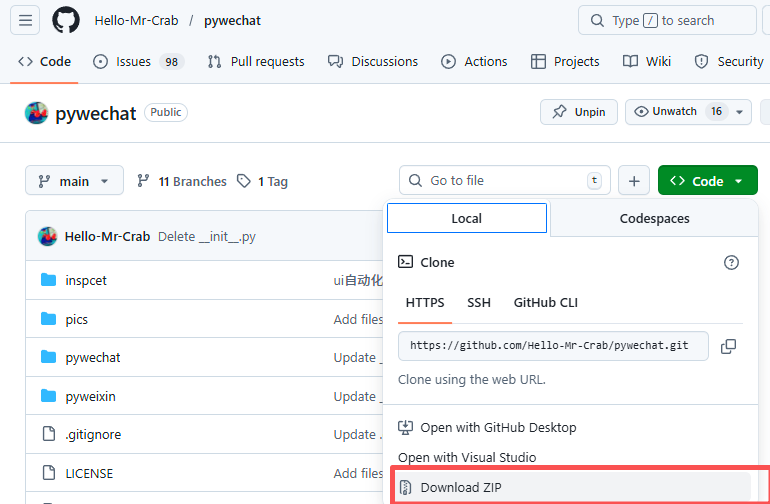 Hello-Mr-Crab / pywechat
Type / to search
Code
Issues 98
Pull requests
Discussions
Actions
Projects
Wiki
Security
pywechat Public
Unpin
Unwatch 16
main
11 Branches
1 Tag
Go to file t
Code
Local
Codespaces
Hello-Mr-Crab Delete __init__.py
Clone
inspcet ui自动化
HTTPS
SSH
GitHub CLI
pics Add files
https://github.com/Hello-Mr-Crab/pywechat.git
pywechat Update _
Clone using the web URL.
pyweixin Update _
Open with GitHub Desktop
.gitignore Update .
Open with Visual Studio
LICENSE Add files
Download ZIP